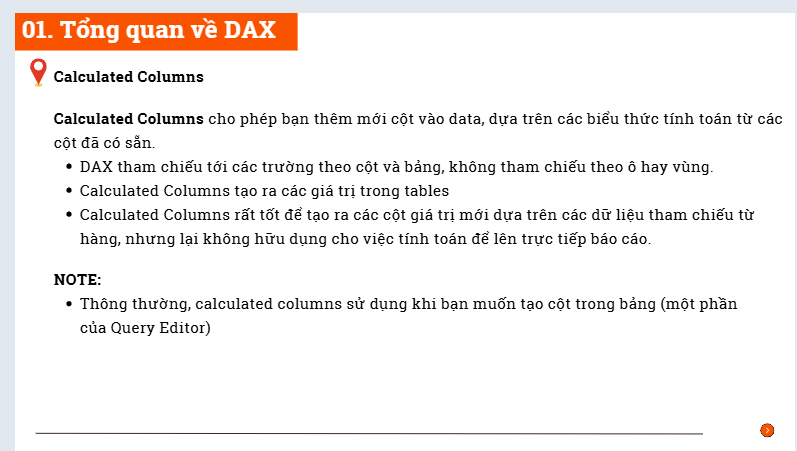 01. Tổng quan về DAX
Calculated Columns
Calculated Columns cho phép bạn thêm mới cột vào data, dựa trên các biểu thức tính toán từ các
cột đã có sẵn.
• DAX tham chiếu tới các trường theo cột và bảng, không tham chiếu theo ô hay vùng.
• Calculated Columns tạo ra các giá trị trong tables
• Calculated Columns rất tốt để tạo ra các cột giá trị mới dựa trên các dữ liệu tham chiếu từ
hàng, nhưng lại không hữu dụng cho việc tính toán để lên trực tiếp báo cáo.
NOTE:
• Thông thường, calculated columns sử dụng khi bạn muốn tạo cột trong bảng (một phần
của Query Editor)